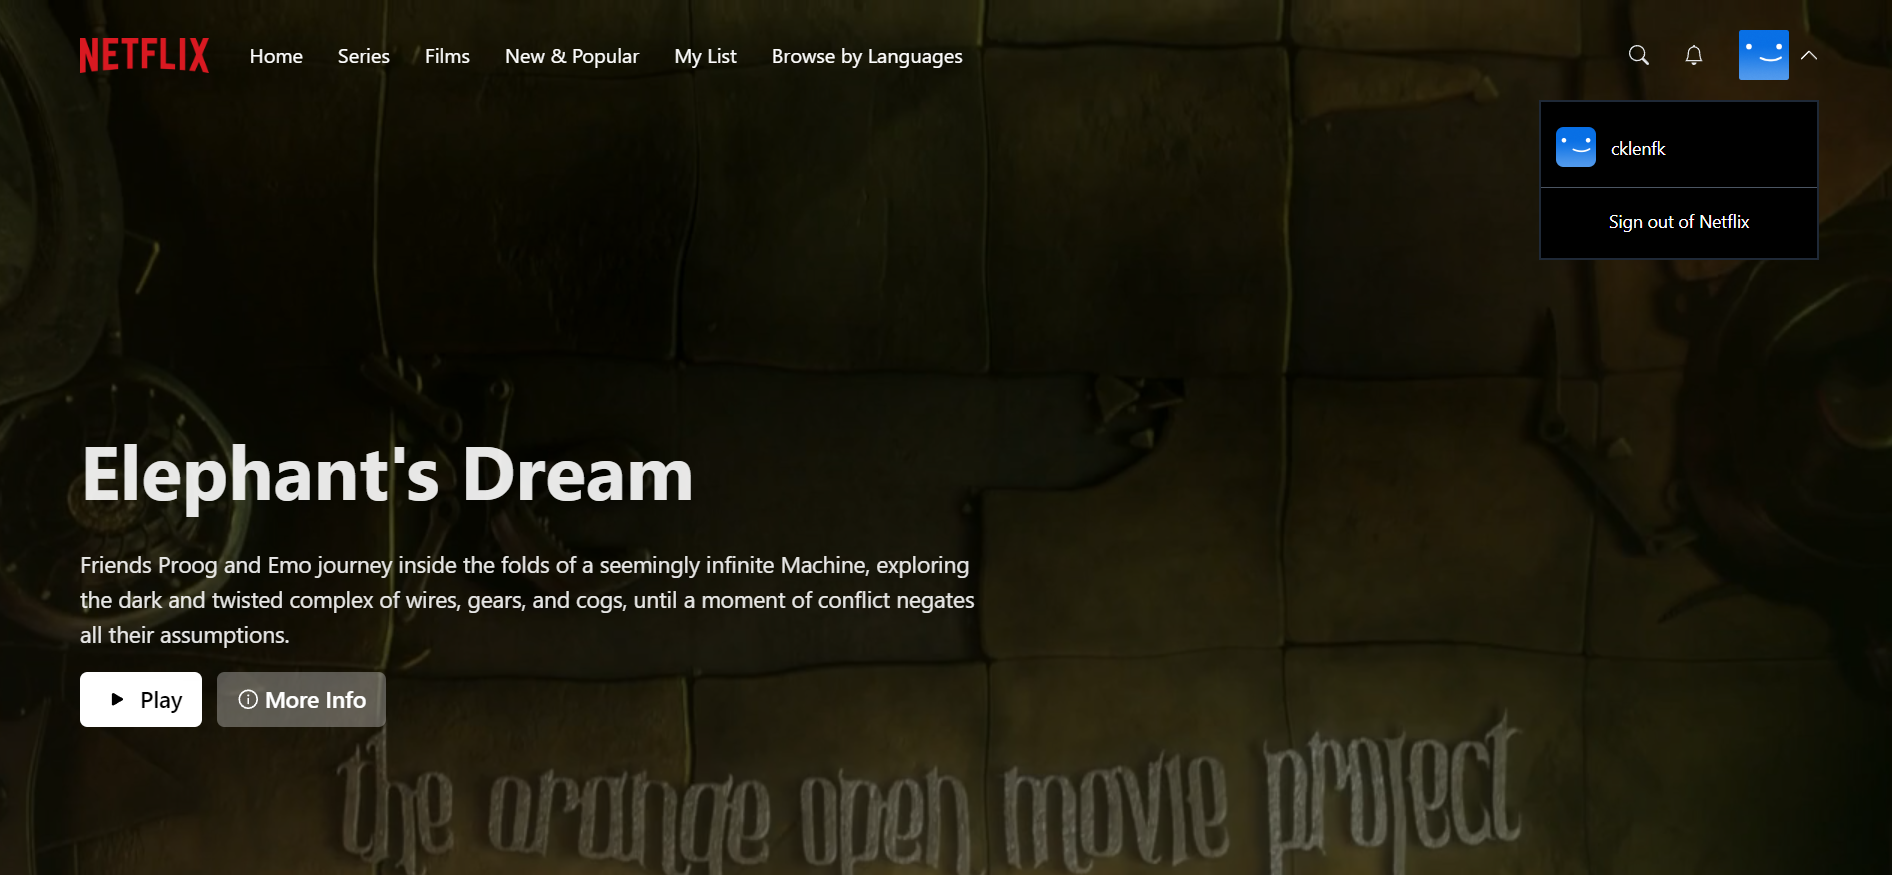 NETFLIX Home Series Films New & Popular My List Browse by Languages
cklenfk
Sign out of Netflix
Elephant's Dream
Friends Proog and Emo journey inside the folds of a seemingly infinite Machine, exploring
the dark and twisted complex of wires, gears, and cogs, until a moment of conflict negates
all their assumptions.
Play More Info
the orange open movie project